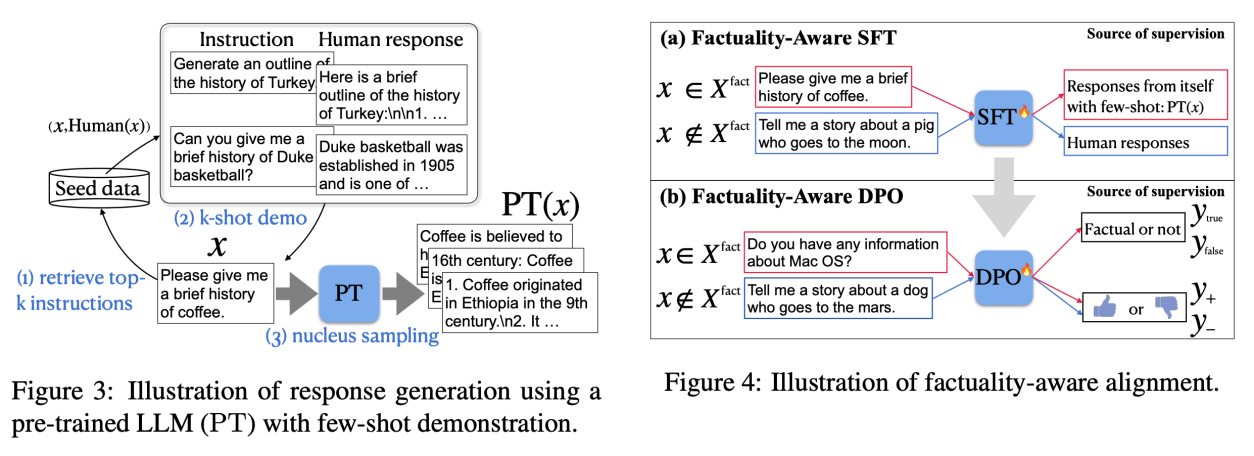 Instruction
Human response
Generate an outline of
the history of Turkey
Here is a brief
outline of the history
of Turkey:\n\n1. …
(x,Human(x))
Can you give me a
brief history of Duke
basketball?
Duke basketball was
established in 1905
and is one of …
Seed data
(2) k-shot demo
PT(x)
x
(1) retrieve top-
k instructions
Please give me
a brief history
of coffee.
PT
Coffee is believed to
h
E
16th century: Coffee
is
E
1. Coffee originated
in Ethiopia in the 9th
century.\n2. It …
(3) nucleus sampling
Figure 3: Illustration of response generation using a
pre-trained LLM (PT) with few-shot demonstration.
(a) Factuality-Aware SFT
Source of supervision
x ∈ X^fact
Please give me a brief
history of coffee.
x ∉ X^fact
Tell me a story about a pig
who goes to the moon.
SFT
Responses from itself
with few-shot: PT(x)
Human responses
(b) Factuality-Aware DPO
Source of supervision
x ∈ X^fact
Do you have any information
about Mac OS?
x ∉ X^fact
Tell me a story about a dog
who goes to the mars.
DPO
Factual or not
y_true
y_false
or
y_+
y_−
Figure 4: Illustration of factuality-aware alignment.